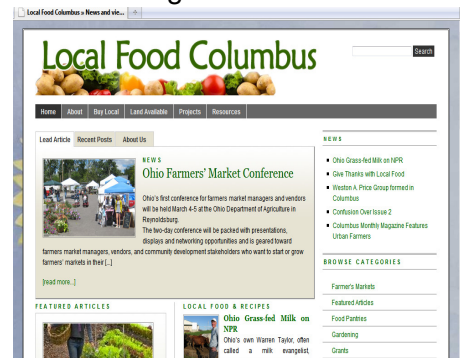 Local Food Columbus » News and vie...
Local Food Columbus
Search
Home About Buy Local Land Available Projects Resources
Lead Article Recent Posts About Us
NEWS
Ohio Farmers' Market Conference
Ohio's first conference for farmers market managers and vendors
will be held March 4-5 at the Ohio Department of Agriculture in
Reynoldsburg.
The two-day conference will be packed with presentations,
displays and networking opportunities and is geared toward
farmers market managers, vendors, and community development stakeholders who want to start or grow
farmers' markets in their [...]
[read more...]
FEATURED ARTICLES
LOCAL FOOD & RECIPES
Ohio Grass-fed Milk on
NPR
Ohio's own Warren Taylor, often
called a milk evangelist,
NEWS
Ohio Grass-fed Milk on NPR
Give Thanks with Local Food
Weston A. Price Group formed in
Columbus
Confusion Over Issue 2
Columbus Monthly Magazine Features
Urban Farmers
BROWSE CATEGORIES
Farmer's Markets
Featured Articles
Food Pantries
Gardening
Grants